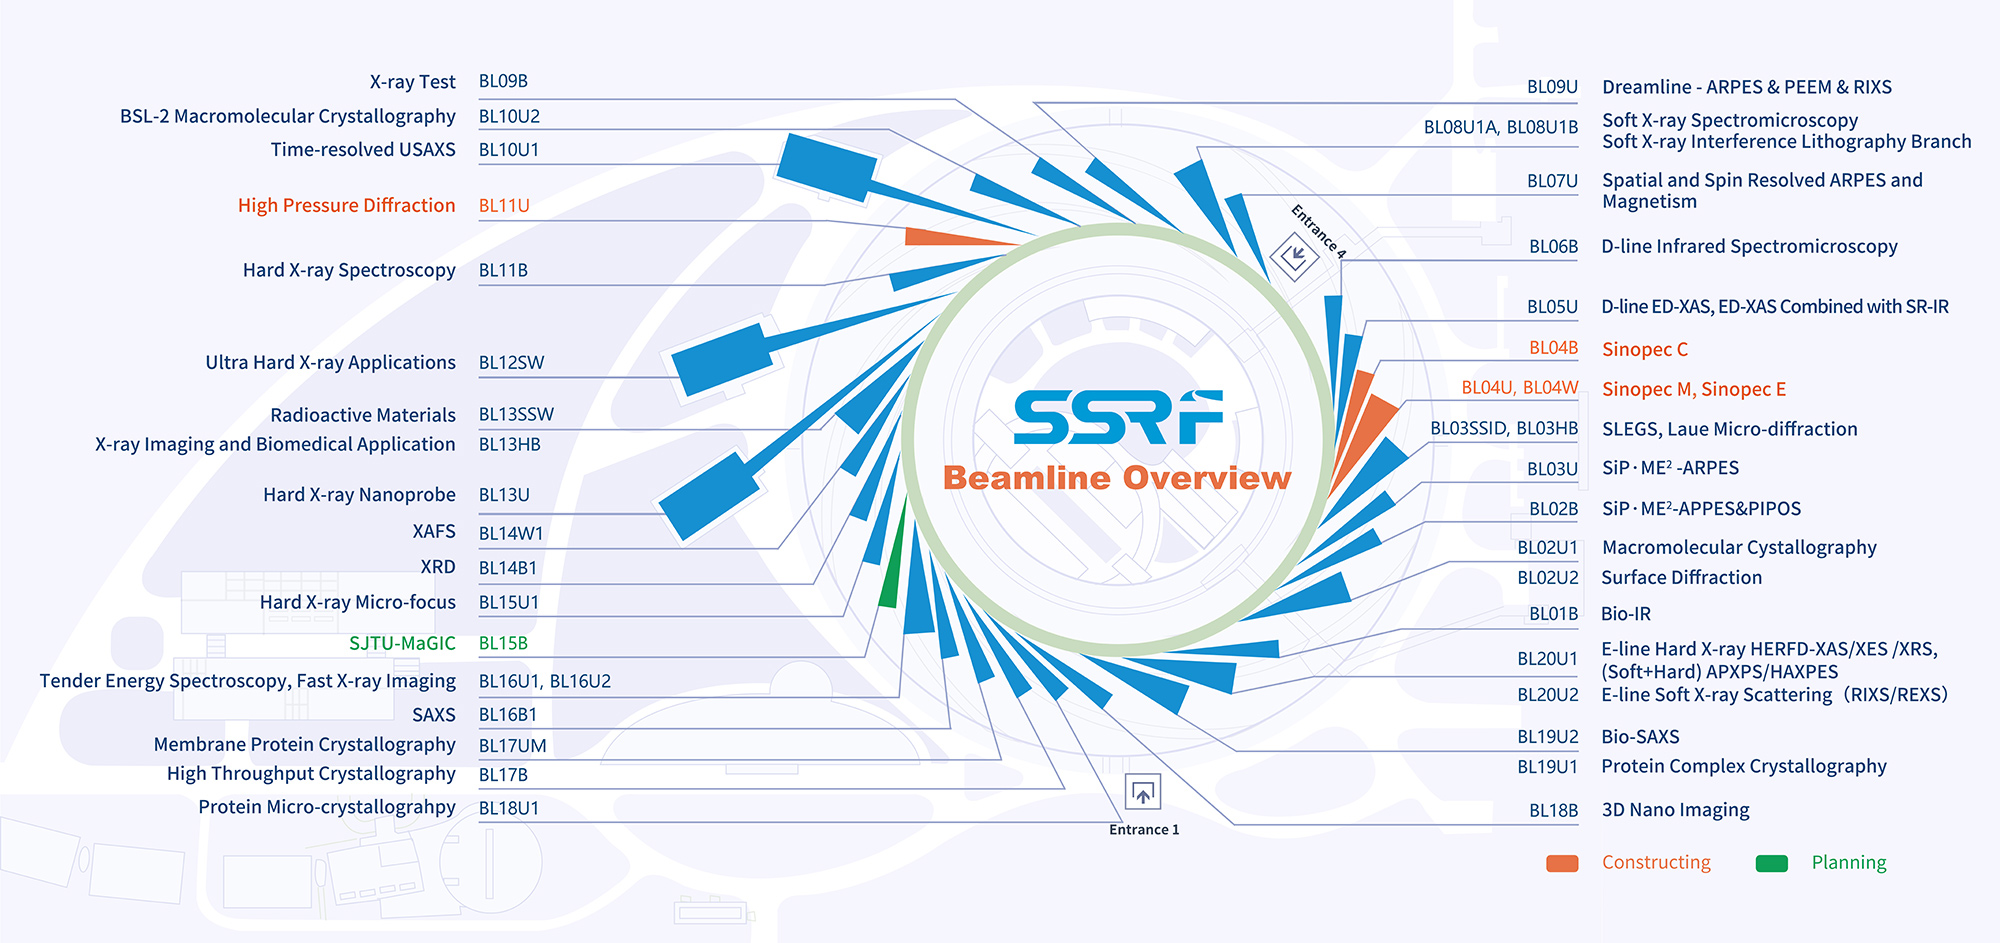 X-ray Test BL09B
BSL-2 Macromolecular Crystallography BL10U2
Time-resolved USAXS BL10U1
High Pressure Diffraction BL11U
Hard X-ray Spectroscopy BL11B
Ultra Hard X-ray Applications BL12SW
Radioactive Materials BL13SSW
X-ray Imaging and Biomedical Application BL13HB
Hard X-ray Nanoprobe BL13U
XAFS BL14W1
XRD BL14B1
Hard X-ray Micro-focus BL15U1
SJTU-MaGIC BL15B
Tender Energy Spectroscopy, Fast X-ray Imaging BL16U1, BL16U2
SAXS BL16B1
Membrane Protein Crystallography BL17UM
High Throughput Crystallography BL17B
Protein Micro-crystallograhpy BL18U1
SSRF
Beamline Overview
Entrance 4
Entrance 1
BL09U Dreamline - ARPES & PEEM & RIXS
BL08U1A, BL08U1B Soft X-ray Spectromicroscopy
Soft X-ray Interference Lithography Branch
BL07U Spatial and Spin Resolved ARPES and
Magnetism
BL06B D-line Infrared Spectromicroscopy
BL05U D-line ED-XAS, ED-XAS Combined with SR-IR
BL04B Sinopec C
BL04U, BL04W Sinopec M, Sinopec E
BL03SSID, BL03HB SLEGS, Laue Micro-diffraction
BL03U SiP·ME² -ARPES
BL02B SiP·ME²-APPES&PIPOS
BL02U1 Macromolecular Cystallography
BL02U2 Surface Diffraction
BL01B Bio-IR
BL20U1 E-line Hard X-ray HERFD-XAS/XES /XRS,
(Soft+Hard) APXPS/HAXPES
BL20U2 E-line Soft X-ray Scattering（RIXS/REXS）
BL19U2 Bio-SAXS
BL19U1 Protein Complex Crystallography
BL18B 3D Nano Imaging
Constructing Planning